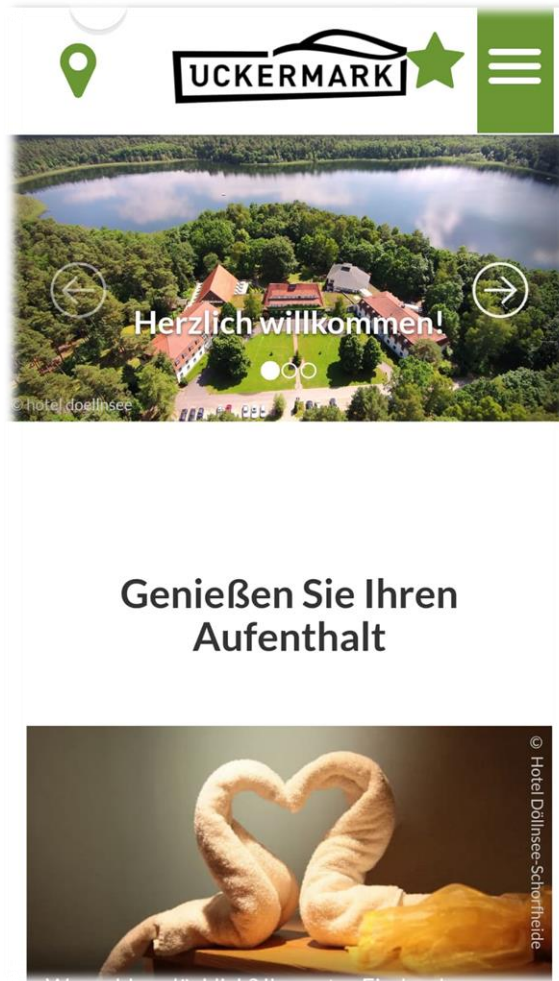 UCKERMARK
Herzlich willkommen!
© hotel doellnsee
Genießen Sie Ihren
Aufenthalt
© Hotel Döllnsee-Schorfheide